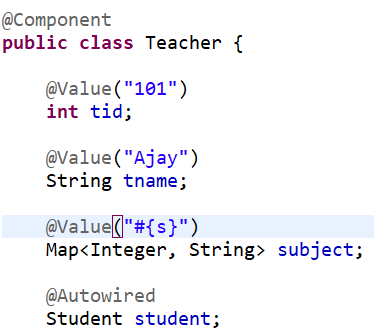 @Component
public class Teacher {
@Value("101")
int tid;
@Value("Ajay")
String tname;
@Value("#{s}")
Map<Integer, String> subject;
@Autowired
Student student;